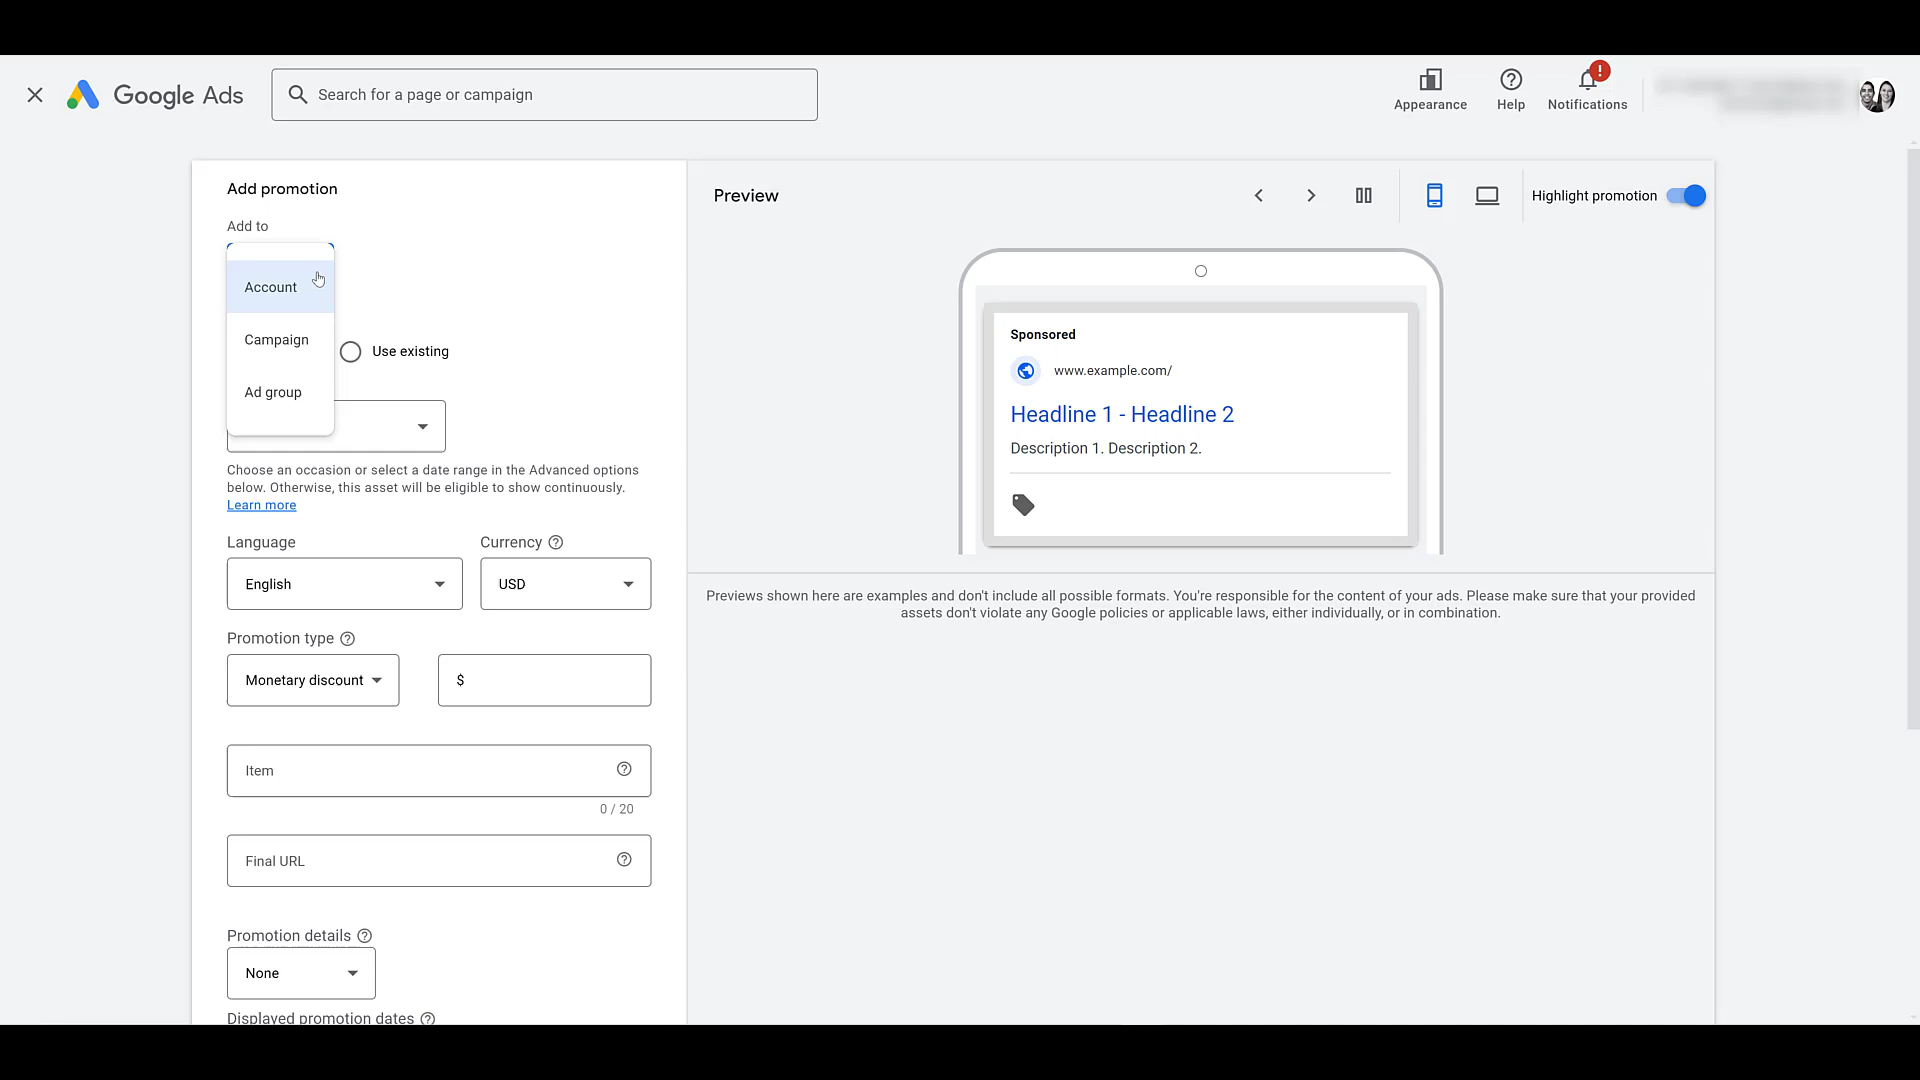 Google Ads
Search for a page or campaign
Appearance
Help
!
Notifications
Add promotion
Add to
Account
Campaign
Ad group
Use existing
Choose an occasion or select a date range in the Advanced options
below. Otherwise, this asset will be eligible to show continuously.
Learn more
Language
Currency
English
USD
Promotion type
Monetary discount
$
Item
0 / 20
Final URL
Promotion details
None
Displayed promotion dates
Preview
Highlight promotion
Sponsored
www.example.com/
Headline 1 - Headline 2
Description 1. Description 2.
Previews shown here are examples and don't include all possible formats. You're responsible for the content of your ads. Please make sure that your provided
assets don't violate any Google policies or applicable laws, either individually, or in combination.